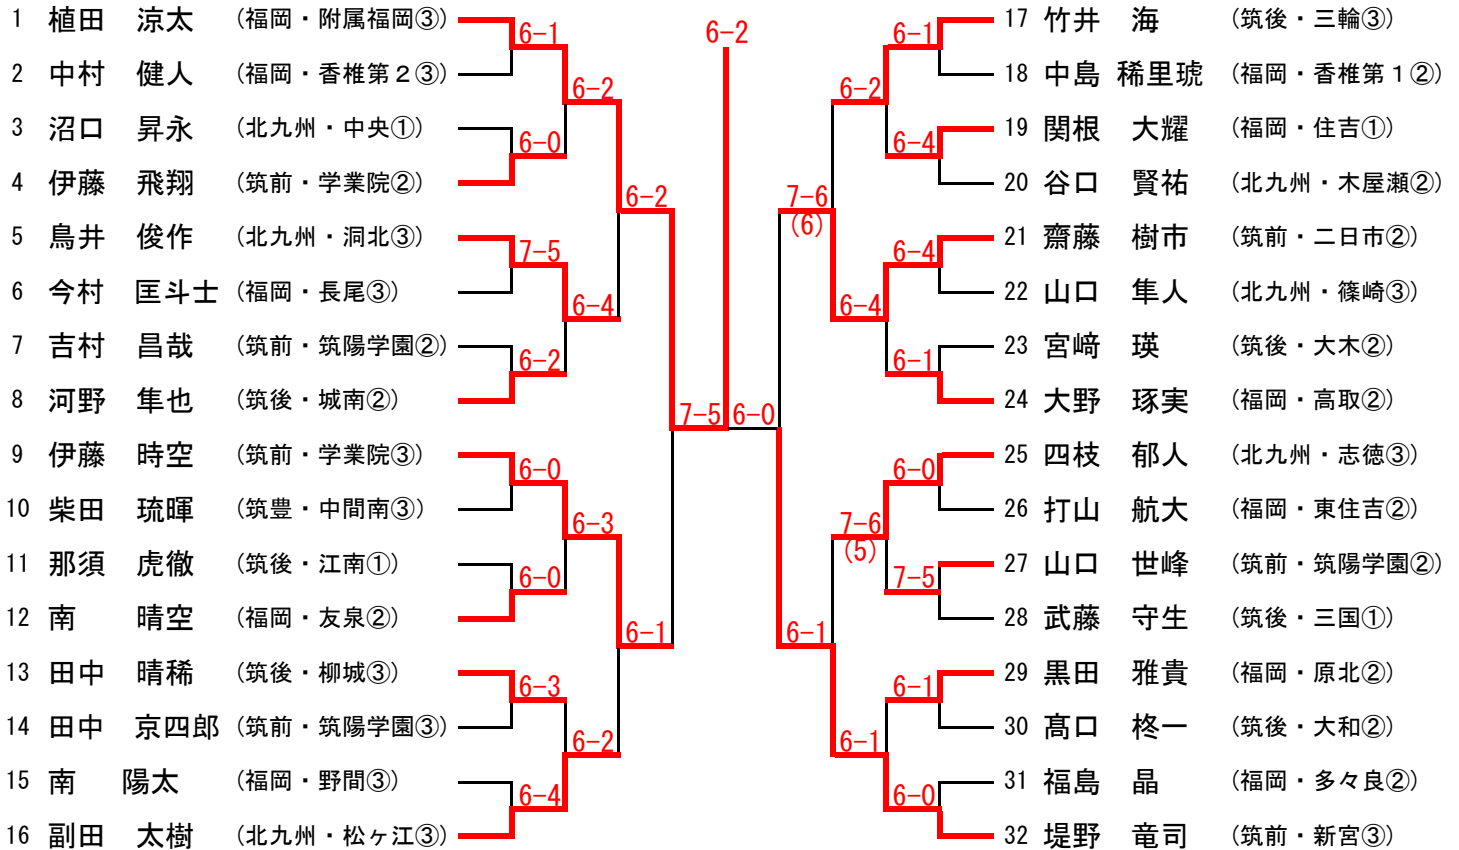 1 植田 涼太 (福岡・附属福岡③)
6-1
2 中村 健人 (福岡・香椎第２③)
6-2
3 沼口 昇永 (北九州・中央①)
6-0
4 伊藤 飛翔 (筑前・学業院②)
6-2
5 鳥井 俊作 (北九州・洞北③)
7-5
6 今村 匡斗士 (福岡・長尾③)
6-4
7 吉村 昌哉 (筑前・筑陽学園②)
6-2
8 河野 隼也 (筑後・城南②)
7-5
9 伊藤 時空 (筑前・学業院③)
6-0
10 柴田 琉暉 (筑豊・中間南③)
6-3
11 那須 虎徹 (筑後・江南①)
6-0
12 南 晴空 (福岡・友泉②)
6-1
13 田中 晴稀 (筑後・柳城③)
6-3
14 田中 京四郎 (筑前・筑陽学園③)
6-2
15 南 陽太 (福岡・野間③)
6-4
16 副田 太樹 (北九州・松ヶ江③)
6-2
17 竹井 海 (筑後・三輪③)
6-1
18 中島 稀里琥 (福岡・香椎第１②)
6-2
19 関根 大耀 (福岡・住吉①)
6-4
20 谷口 賢祐 (北九州・木屋瀬②)
7-6
(6)
21 齋藤 樹市 (筑前・二日市②)
6-4
22 山口 隼人 (北九州・篠崎③)
6-4
23 宮﨑 瑛 (筑後・大木②)
6-1
24 大野 琢実 (福岡・高取②)
6-0
25 四枝 郁人 (北九州・志徳③)
6-0
26 打山 航大 (福岡・東住吉②)
7-6
(5)
27 山口 世峰 (筑前・筑陽学園②)
7-5
28 武藤 守生 (筑後・三国①)
6-1
29 黒田 雅貴 (福岡・原北②)
6-1
30 髙口 柊一 (筑後・大和②)
6-1
31 福島 晶 (福岡・多々良②)
6-0
32 堤野 竜司 (筑前・新宮③)